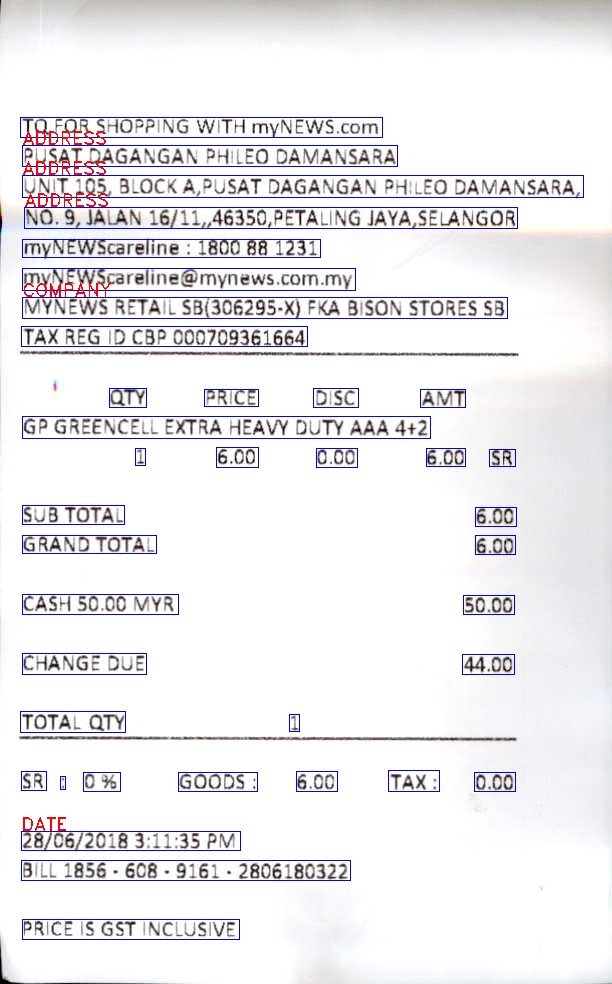 TQ FOR SHOPPING WITH myNEWS.com
ADDRESS
PUSAT DAGANGAN PHILEO DAMANSARA
ADDRESS
UNIT 105, BLOCK A,PUSAT DAGANGAN PHILEO DAMANSARA,
ADDRESS
NO. 9, JALAN 16/11,,46350,PETALING JAYA,SELANGOR
myNEWScareline : 1800 88 1231
myNEWScareline@mynews.com.my
COMPANY
MYNEWS RETAIL SB(306295-X) FKA BISON STORES SB
TAX REG ID CBP 000709361664
QTY PRICE DISC AMT
GP GREENCELL EXTRA HEAVY DUTY AAA 4+2
1 6.00 0.00 6.00 SR
SUB TOTAL 6.00
GRAND TOTAL 6.00
CASH 50.00 MYR 50.00
CHANGE DUE 44.00
TOTAL QTY 1
SR : 0 % GOODS : 6.00 TAX : 0.00
DATE
28/06/2018 3:11:35 PM
BILL 1856 - 608 - 9161 - 2806180322
PRICE IS GST INCLUSIVE